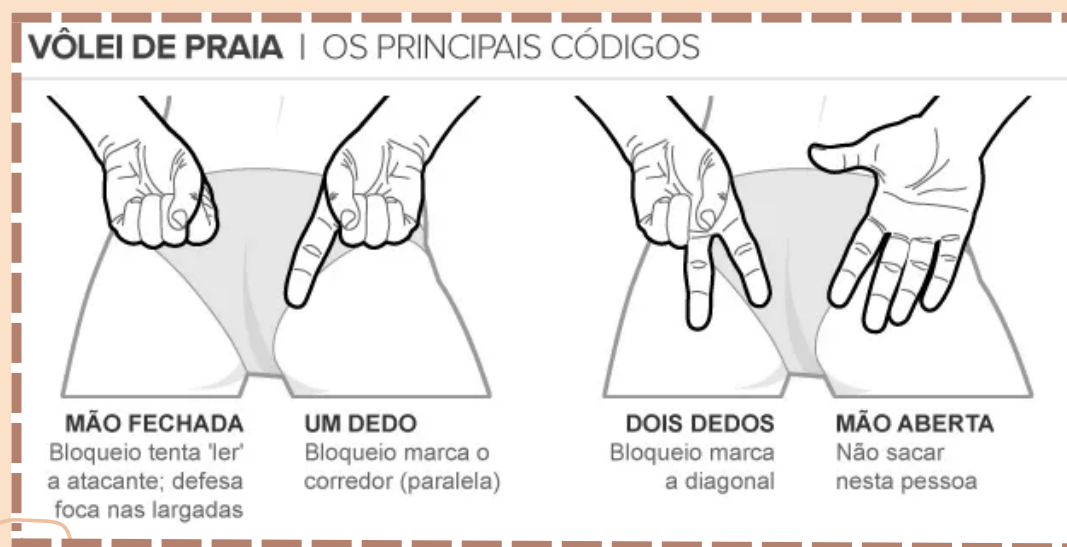 VÔLEI DE PRAIA | OS PRINCIPAIS CÓDIGOS
MÃO FECHADA
Bloqueio tenta 'ler'
a atacante; defesa
foca nas largadas
UM DEDO
Bloqueio marca o
corredor (paralela)
DOIS DEDOS
Bloqueio marca
a diagonal
MÃO ABERTA
Não sacar
nesta pessoa